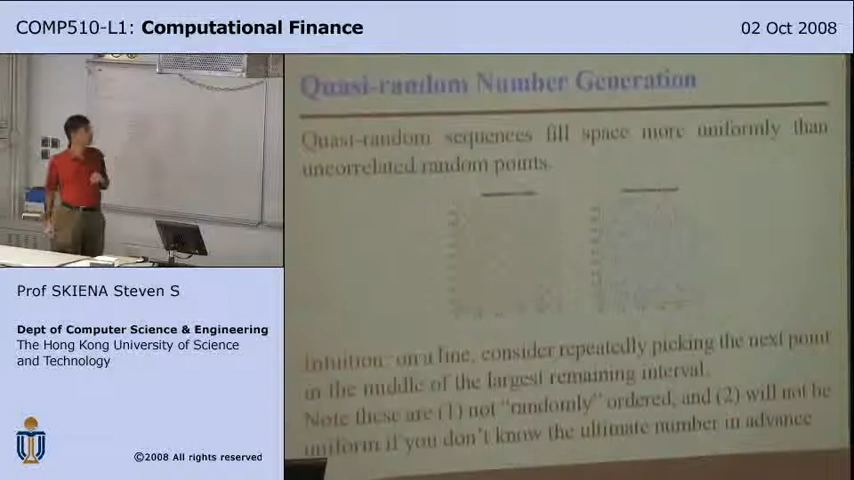 COMP510-L1: Computational Finance
02 Oct 2008
Quasi-random Number Generation
Quasi-random sequences fill space more uniformly than
uncorrelated random points.
Intuition: on a line, consider repeatedly picking the next point
in the middle of the largest remaining interval.
Note these are (1) not "randomly" ordered, and (2) will not be
uniform if you don't know the ultimate number in advance
Prof SKIENA Steven S
Dept of Computer Science & Engineering
The Hong Kong University of Science
and Technology
©2008 All rights reserved